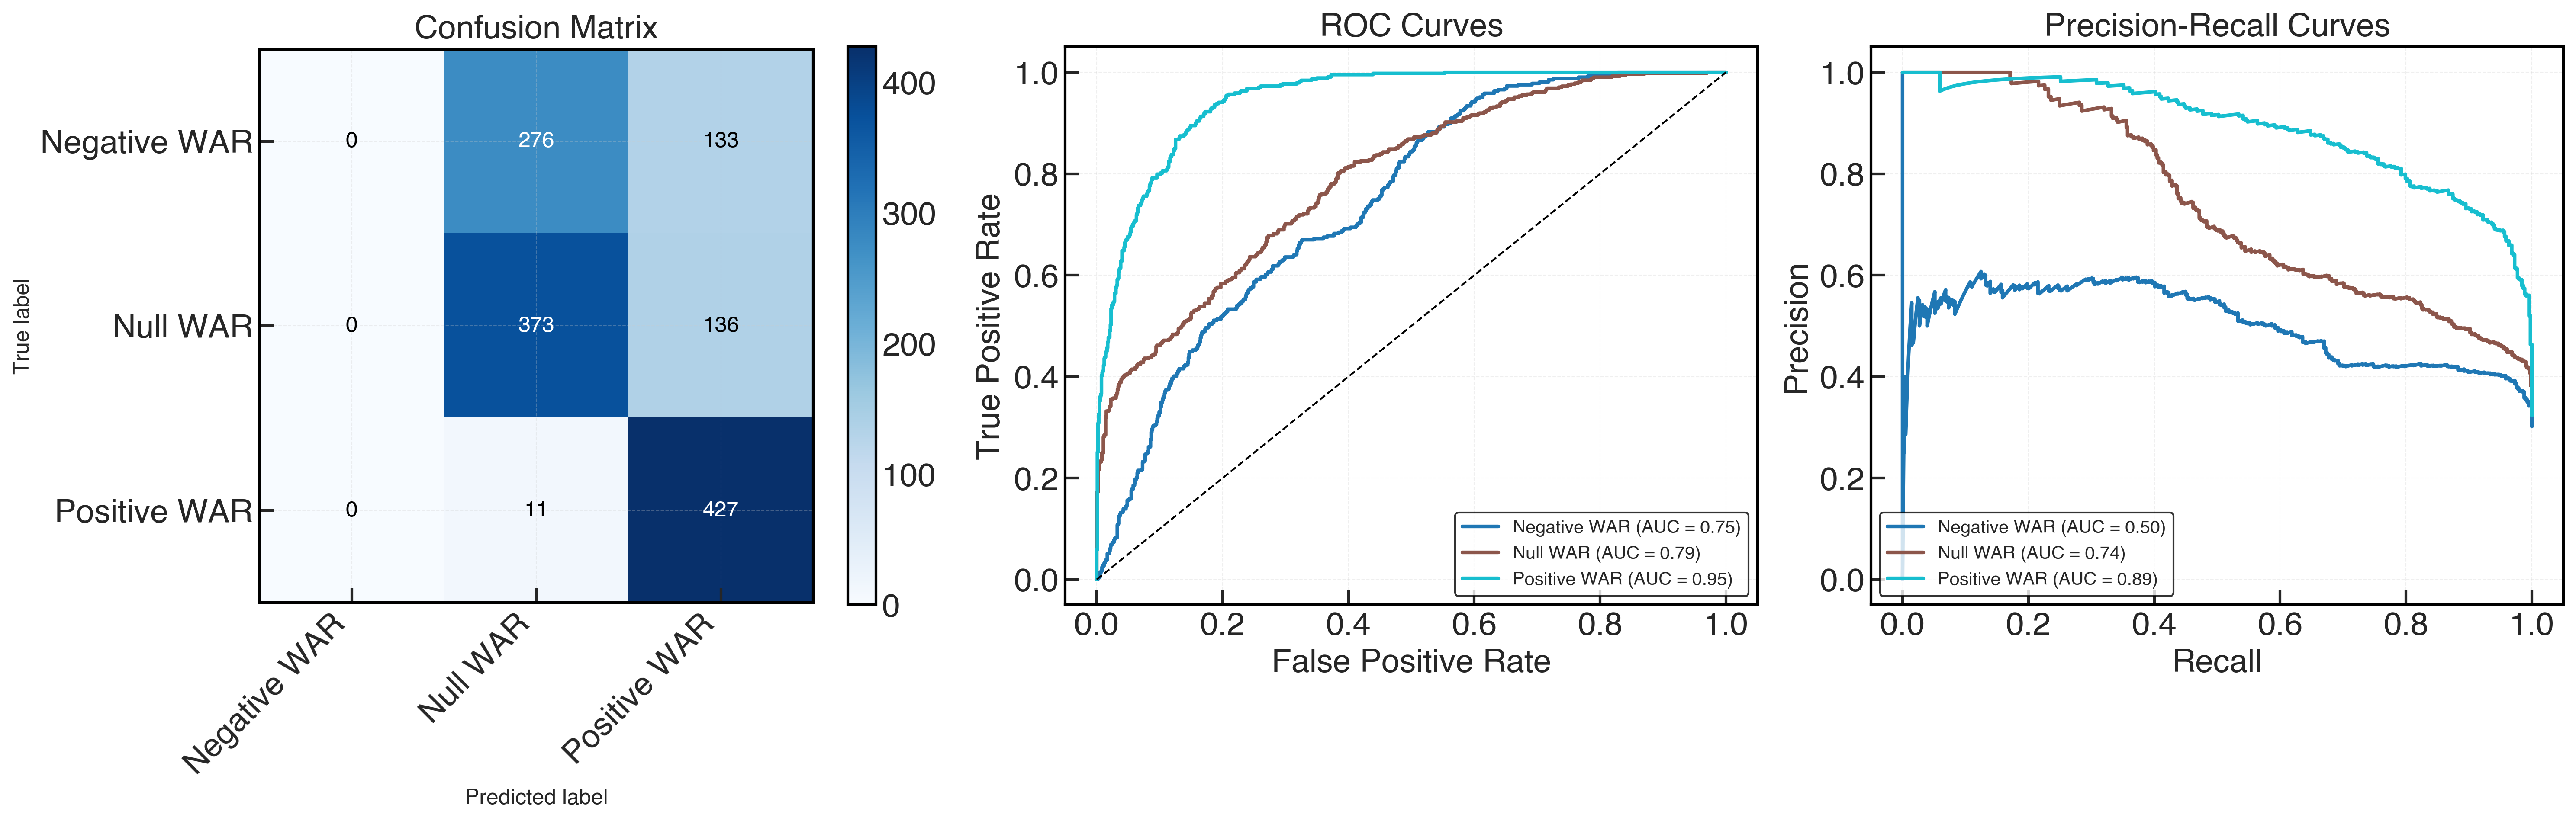 Confusion Matrix
True label
Negative WAR
Null WAR
Positive WAR
0 276 133
0 373 136
0 11 427
Negative WAR
Null WAR
Positive WAR
Predicted label
400
300
200
100
0
ROC Curves
True Positive Rate
1.0
0.8
0.6
0.4
0.2
0.0
Negative WAR (AUC = 0.75)
Null WAR (AUC = 0.79)
Positive WAR (AUC = 0.95)
0.0 0.2 0.4 0.6 0.8 1.0
False Positive Rate
Precision-Recall Curves
Precision
1.0
0.8
0.6
0.4
0.2
0.0
Negative WAR (AUC = 0.50)
Null WAR (AUC = 0.74)
Positive WAR (AUC = 0.89)
0.0 0.2 0.4 0.6 0.8 1.0
Recall